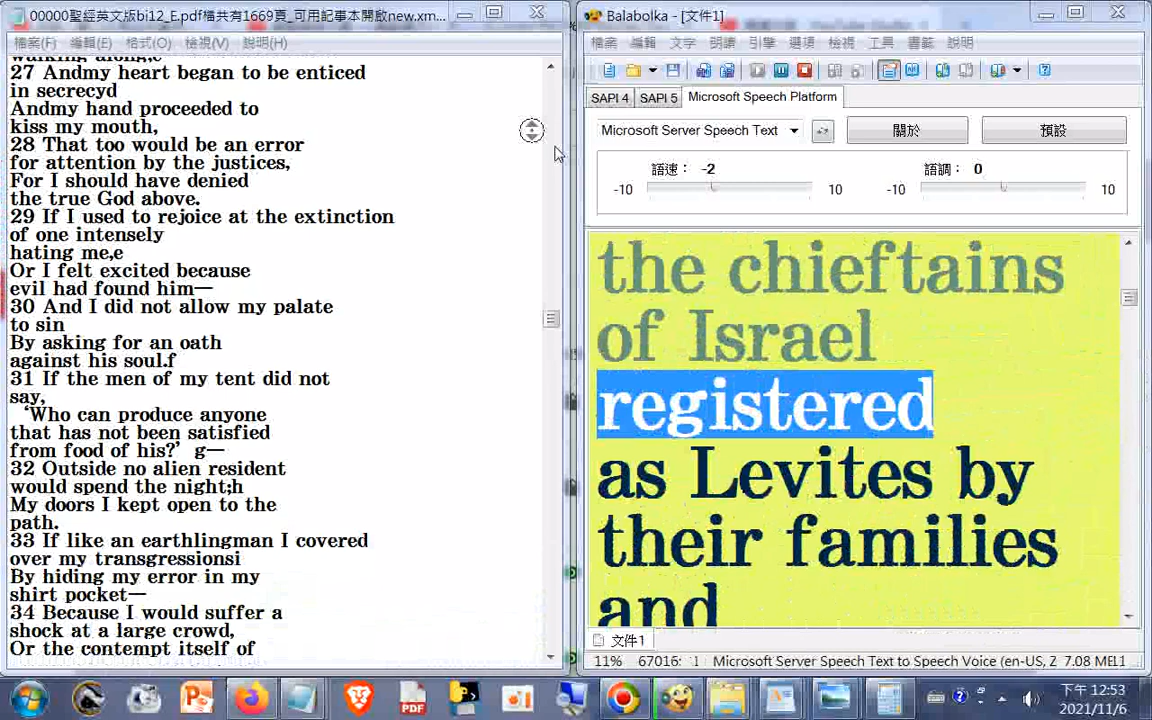 00000聖經英文版bi12_E.pdf檔共有1669頁_可用記事本開啟new.xm...
檔案(F) 編輯(E) 格式(O) 檢視(V) 說明(H)
walking along,e
27 Andmy heart began to be enticed
in secrecyd
Andmy hand proceeded to
kiss my mouth,
28 That too would be an error
for attention by the justices,
For I should have denied
the true God above.
29 If I used to rejoice at the extinction
of one intensely
hating me,e
Or I felt excited because
evil had found him—
30 And I did not allow my palate
to sin
By asking for an oath
against his soul.f
31 If the men of my tent did not
say,
‘Who can produce anyone
that has not been satisfied
from food of his?’ g—
32 Outside no alien resident
would spend the night;h
My doors I kept open to the
path.
33 If like an earthlingman I covered
over my transgressionsi
By hiding my error in my
shirt pocket—
34 Because I would suffer a
shock at a large crowd,
Or the contempt itself of
Balabolka - [文件1]
檔案 編輯 文字 朗讀 引擎 選項 檢視 工具 書籤 說明
SAPI 4 SAPI 5 Microsoft Speech Platform
Microsoft Server Speech Text 關於 預設
語速： -2 語調： 0
-10 10 -10 10
the chieftains
of Israel
registered
as Levites by
their families
and
文件1
11% 67016: Microsoft Server Speech Text to Speech Voice (en-US, Z 7.08 ME
下午 12:53
2021/11/6